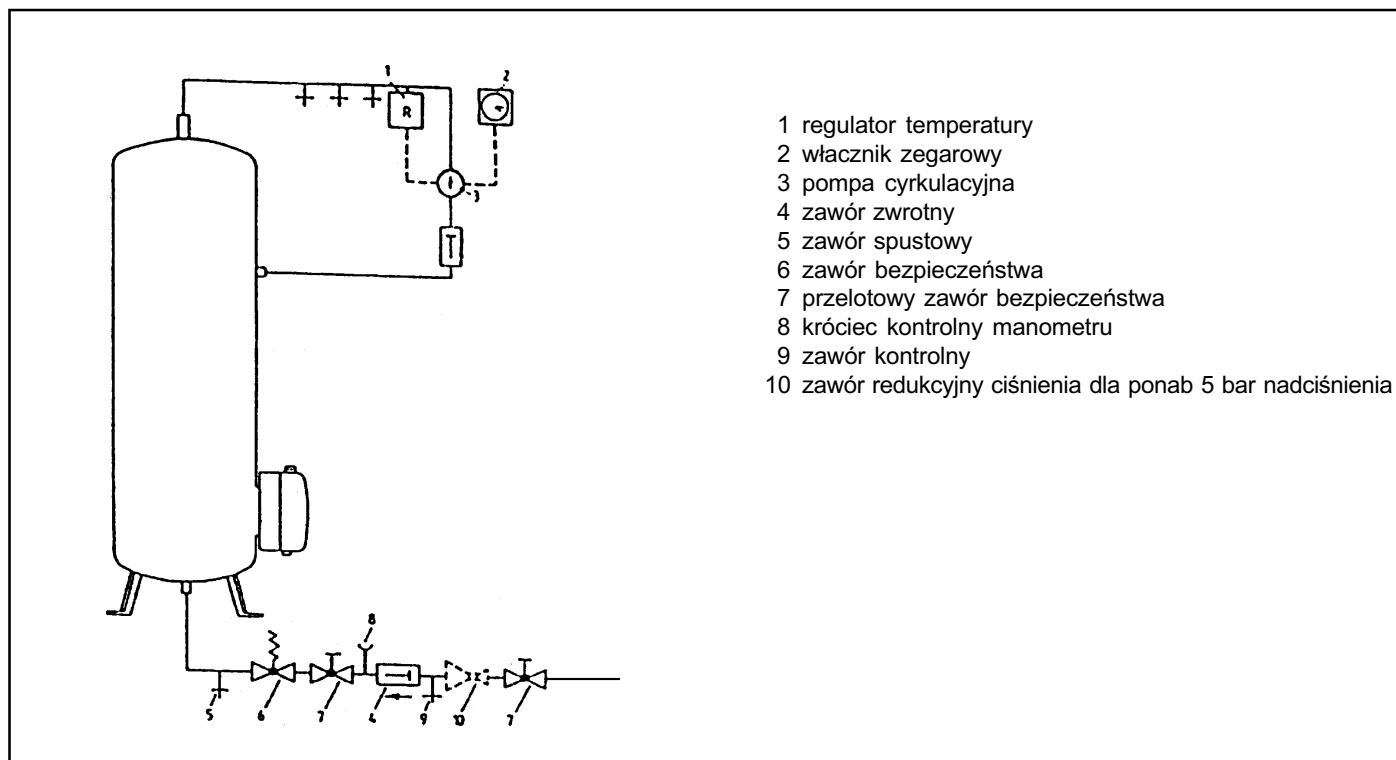 1
R
2
3
1 regulator temperatury
2 włacznik zegarowy
3 pompa cyrkulacyjna
4 zawór zwrotny
5 zawór spustowy
6 zawór bezpieczeństwa
7 przelotowy zawór bezpieczeństwa
8 króciec kontrolny manometru
9 zawór kontrolny
10 zawór redukcyjny ciśnienia dla ponab 5 bar nadciśnienia
8
5 6 7 4 9 10 7